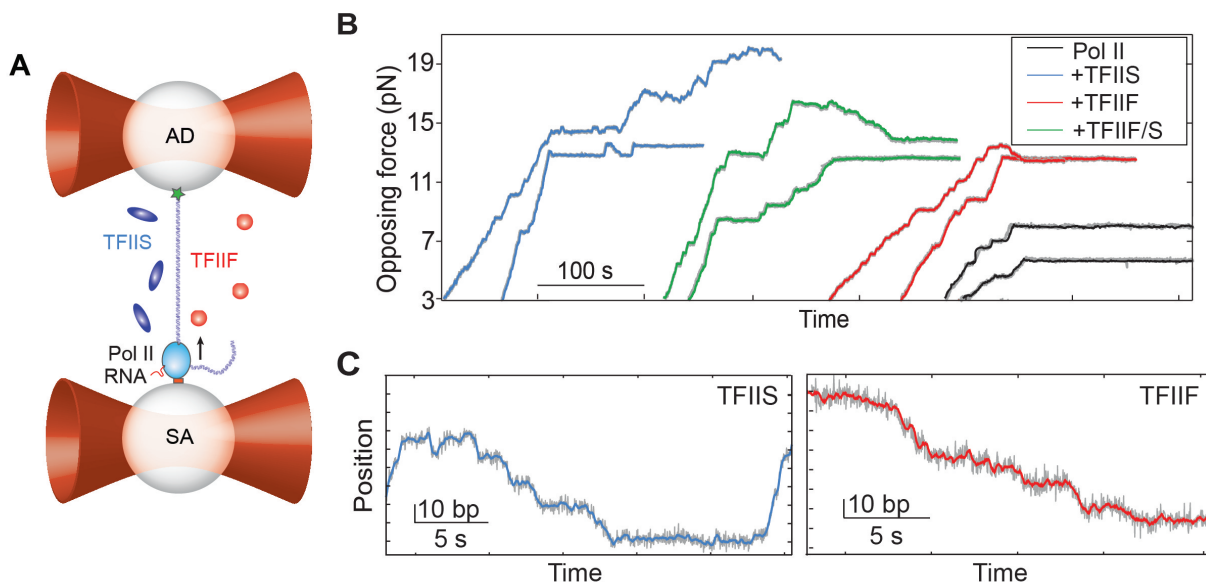 A
AD
TFIIS
TFIIF
Pol II
RNA
SA
B
Opposing force (pN)
19
15
11
7
3
100 s
Time
Pol II
+TFIIS
+TFIIF
+TFIIF/S
C
Position
TFIIS
10 bp
5 s
Time
TFIIF
10 bp
5 s
Time